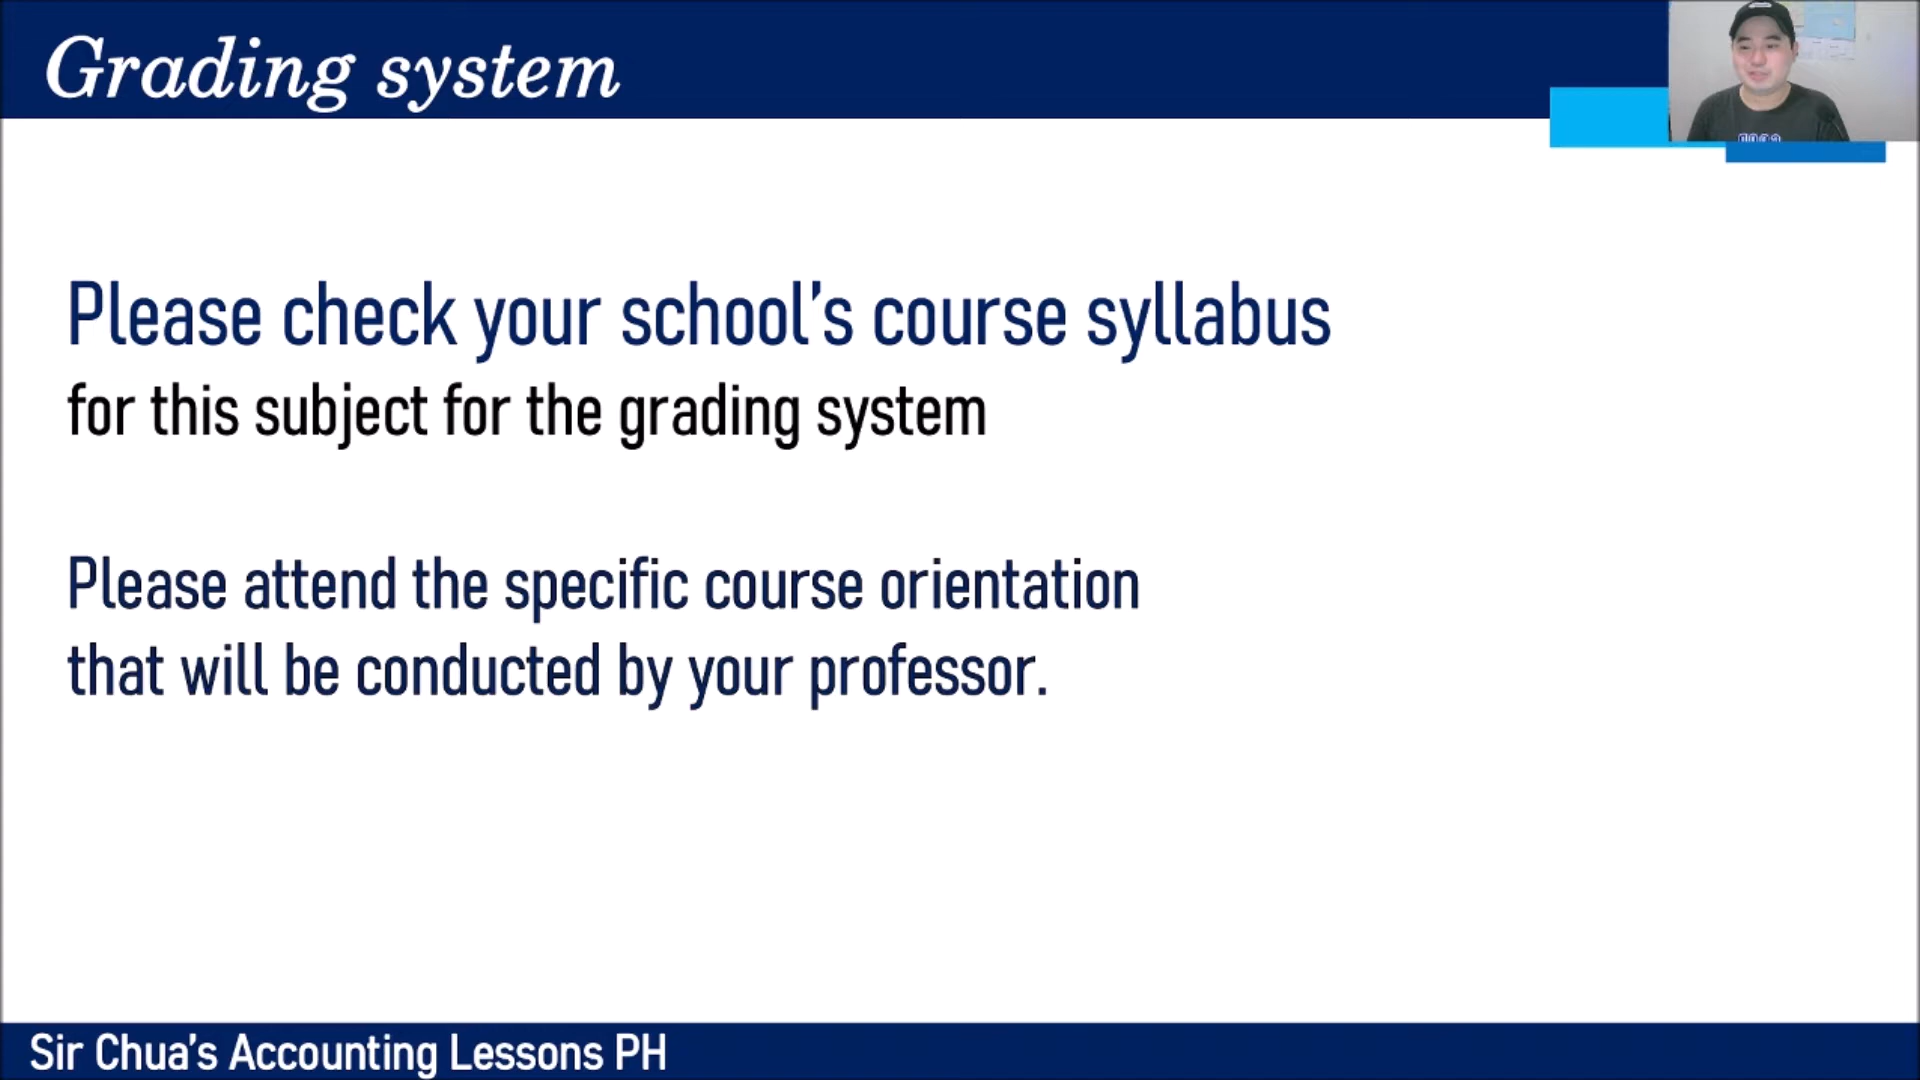 Grading system
Please check your school’s course syllabus
for this subject for the grading system
Please attend the specific course orientation
that will be conducted by your professor.
Sir Chua’s Accounting Lessons PH